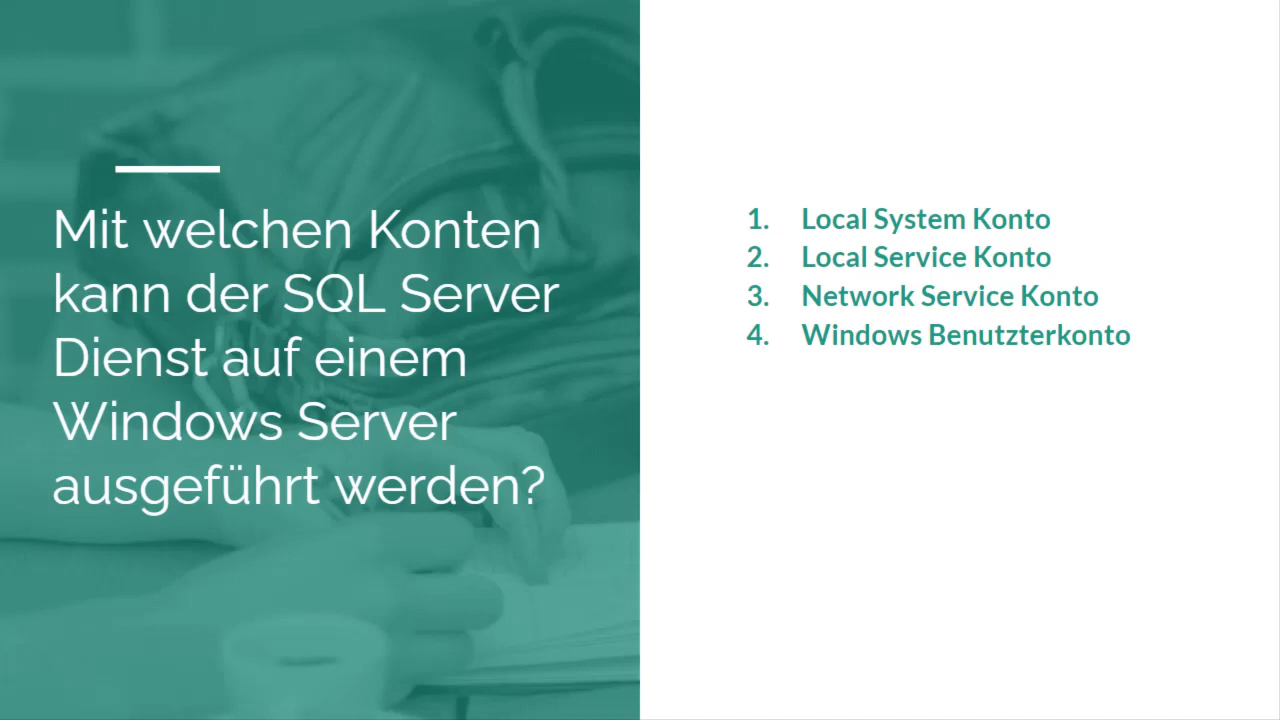 Mit welchen Konten
kann der SQL Server
Dienst auf einem
Windows Server
ausgeführt werden?
1. Local System Konto
2. Local Service Konto
3. Network Service Konto
4. Windows Benutzterkonto